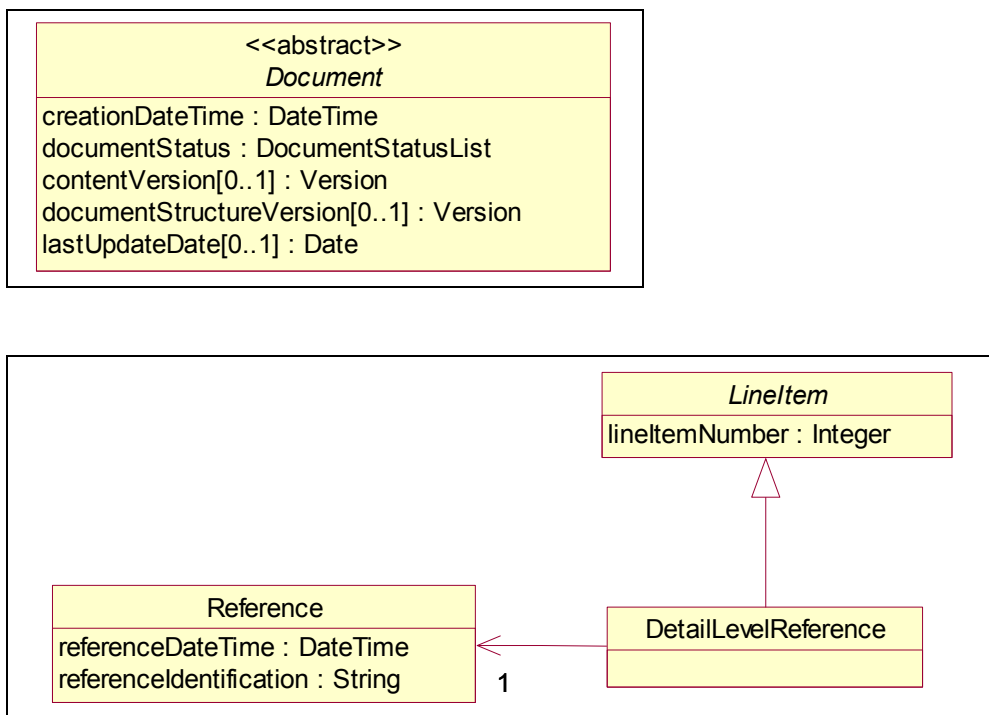 <<abstract>>
Document
creationDateTime : DateTime
documentStatus : DocumentStatusList
contentVersion[0..1] : Version
documentStructureVersion[0..1] : Version
lastUpdateDate[0..1] : Date
LineItem
lineItemNumber : Integer
Reference
referenceDateTime : DateTime
referenceIdentification : String
1
DetailLevelReference